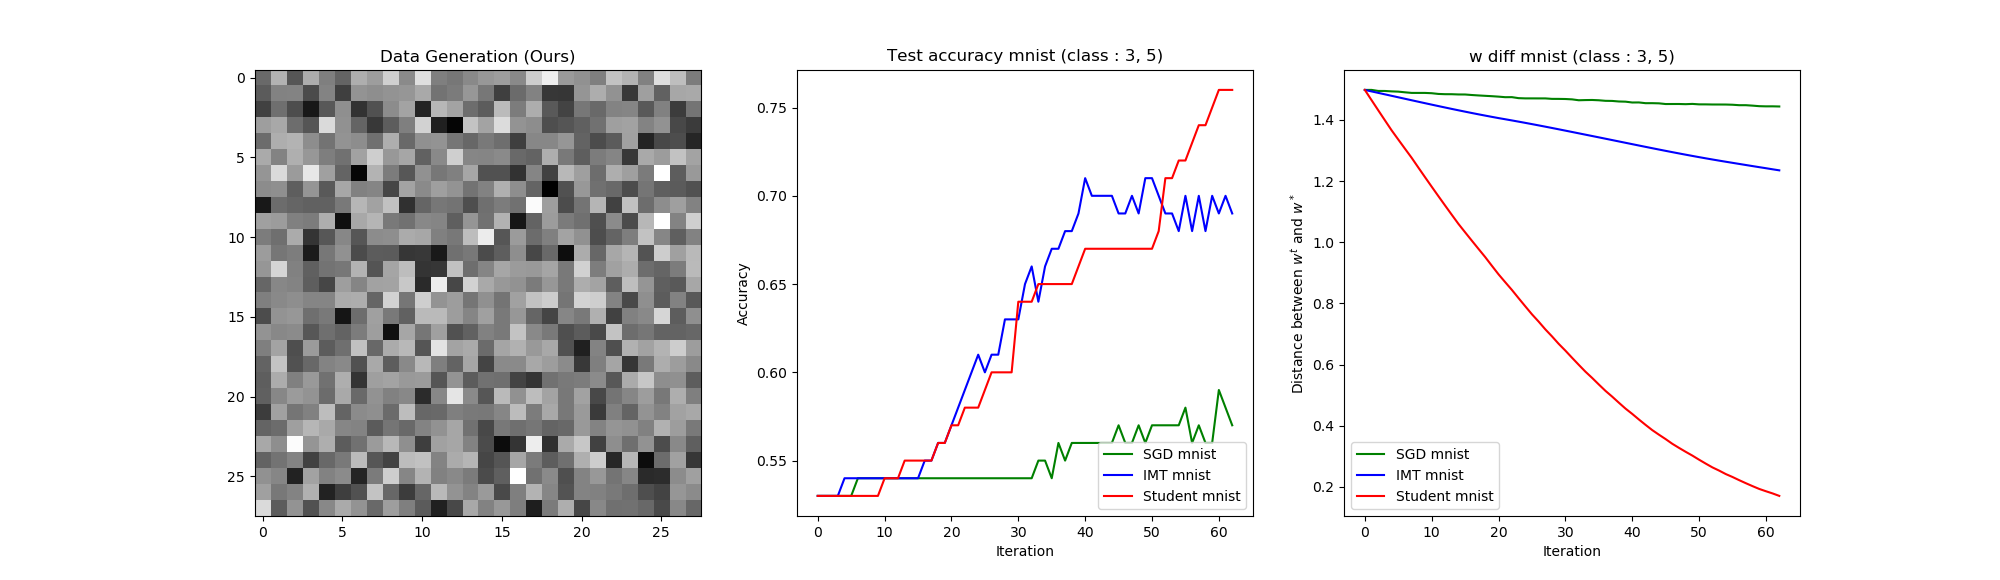 Data Generation (Ours)
0
5
10
15
20
25
0
5
10
15
20
25
Test accuracy mnist (class : 3, 5)
Accuracy
0.75
0.70
0.65
0.60
0.55
0
10
20
30
40
50
60
Iteration
SGD mnist
IMT mnist
Student mnist
w diff mnist (class : 3, 5)
Distance between w^t and w^*
1.4
1.2
1.0
0.8
0.6
0.4
0.2
0
10
20
30
40
50
60
Iteration
SGD mnist
IMT mnist
Student mnist